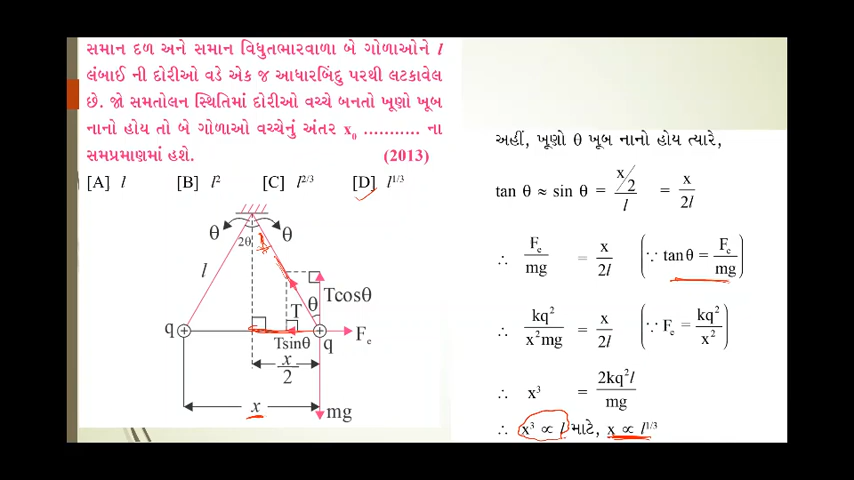 સમાન દળ અને સમાન વિધુતભારવાળા બે ગોળાઓને l
લંબાઈ ની દોરીઓ વડે એક જ આધારબિંદુ પરથી લટકાવેલ
છે. જો સમતોલન સ્થિતિમાં દોરીઓ વચ્ચે બનતો ખૂણો ખૂબ
નાનો હોય તો બે ગોળાઓ વચ્ચેનું અંતર x₀ ........... ના
સમપ્રમાણમાં હશે. (2013)
[A] l [B] l² [C] l^2/3 [D] l^1/3
θ θ
2θ
l
θ Tcosθ
T
q Tsinθ q Fₑ
x/2
x mg
અહીં, ખૂણો θ ખૂબ નાનો હોય ત્યારે,
tan θ ≈ sin θ = (x/2)/l = x/2l
∴ Fₑ/mg = x/2l (∵ tanθ = Fₑ/mg)
∴ kq²/x²mg = x/2l (∵ Fₑ = kq²/x²)
∴ x³ = 2kq²l/mg
∴ x³ ∝ l માટે, x ∝ l^1/3